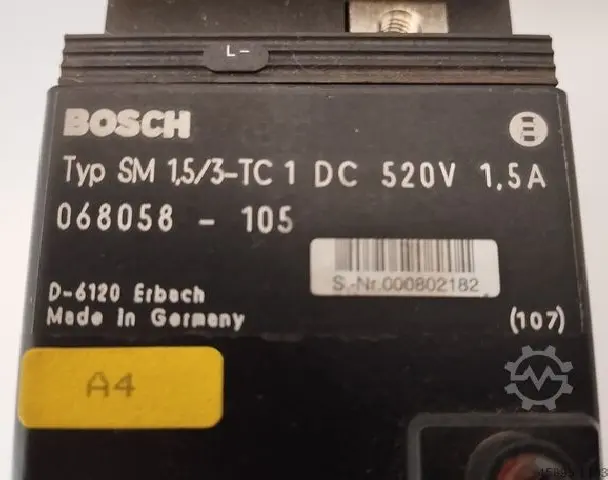 L-
BOSCH
Typ SM 1,5/3-TC 1 DC 520V 1,5A
068058 - 105
S.-Nr.000802182
D-6120 Erbach
Made in Germany
(107)
A4